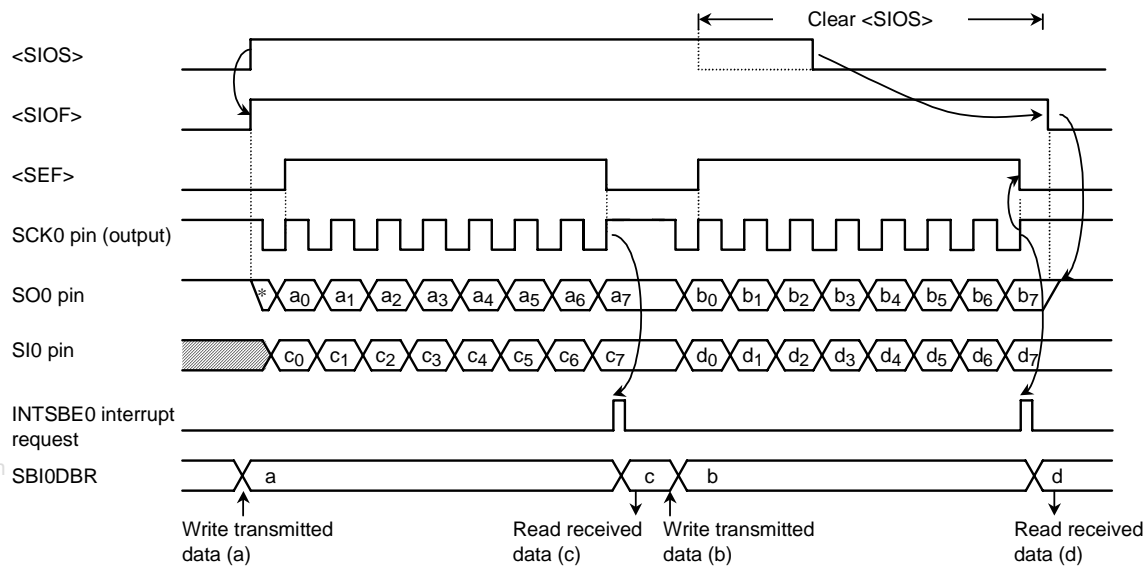 Clear <SIOS>
<SIOS>
<SIOF>
<SEF>
SCK0 pin (output)
SO0 pin
* a0 a1 a2 a3 a4 a5 a6 a7 b0 b1 b2 b3 b4 b5 b6 b7
SI0 pin
c0 c1 c2 c3 c4 c5 c6 c7 d0 d1 d2 d3 d4 d5 d6 d7
INTSBE0 interrupt
request
SBI0DBR
a c b d
Write transmitted
data (a)
Read received
data (c)
Write transmitted
data (b)
Read received
data (d)